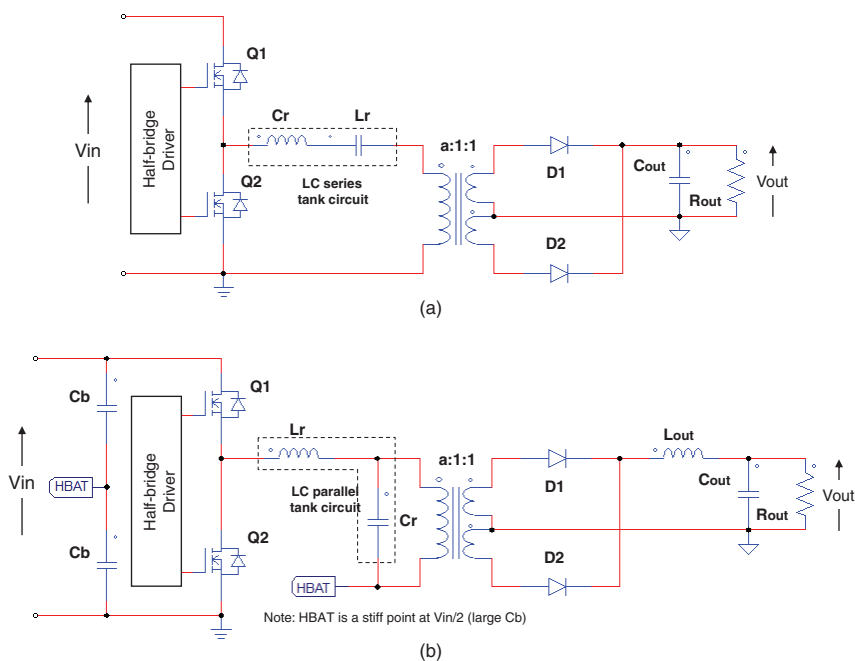 Q1
Cr
Lr
a:1:1
Vin
Half-bridge
Driver
D1
Cout
Rout
Vout
Q2
LC series
tank circuit
D2
(a)
Q1
Cb
Lr
Lout
a:1:1
Vin
HBAT
Half-bridge
Driver
D1
LC parallel
tank circuit
Cout
Rout
Vout
Cr
Cb
Q2
D2
HBAT
Note: HBAT is a stiff point at Vin/2 (large Cb)
(b)